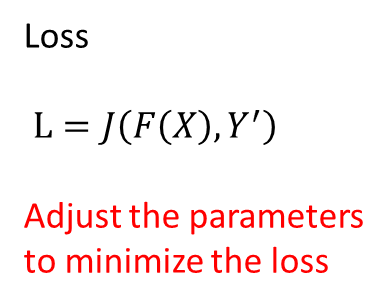 Loss
L = J(F(X), Y′)
Adjust the parameters
to minimize the loss